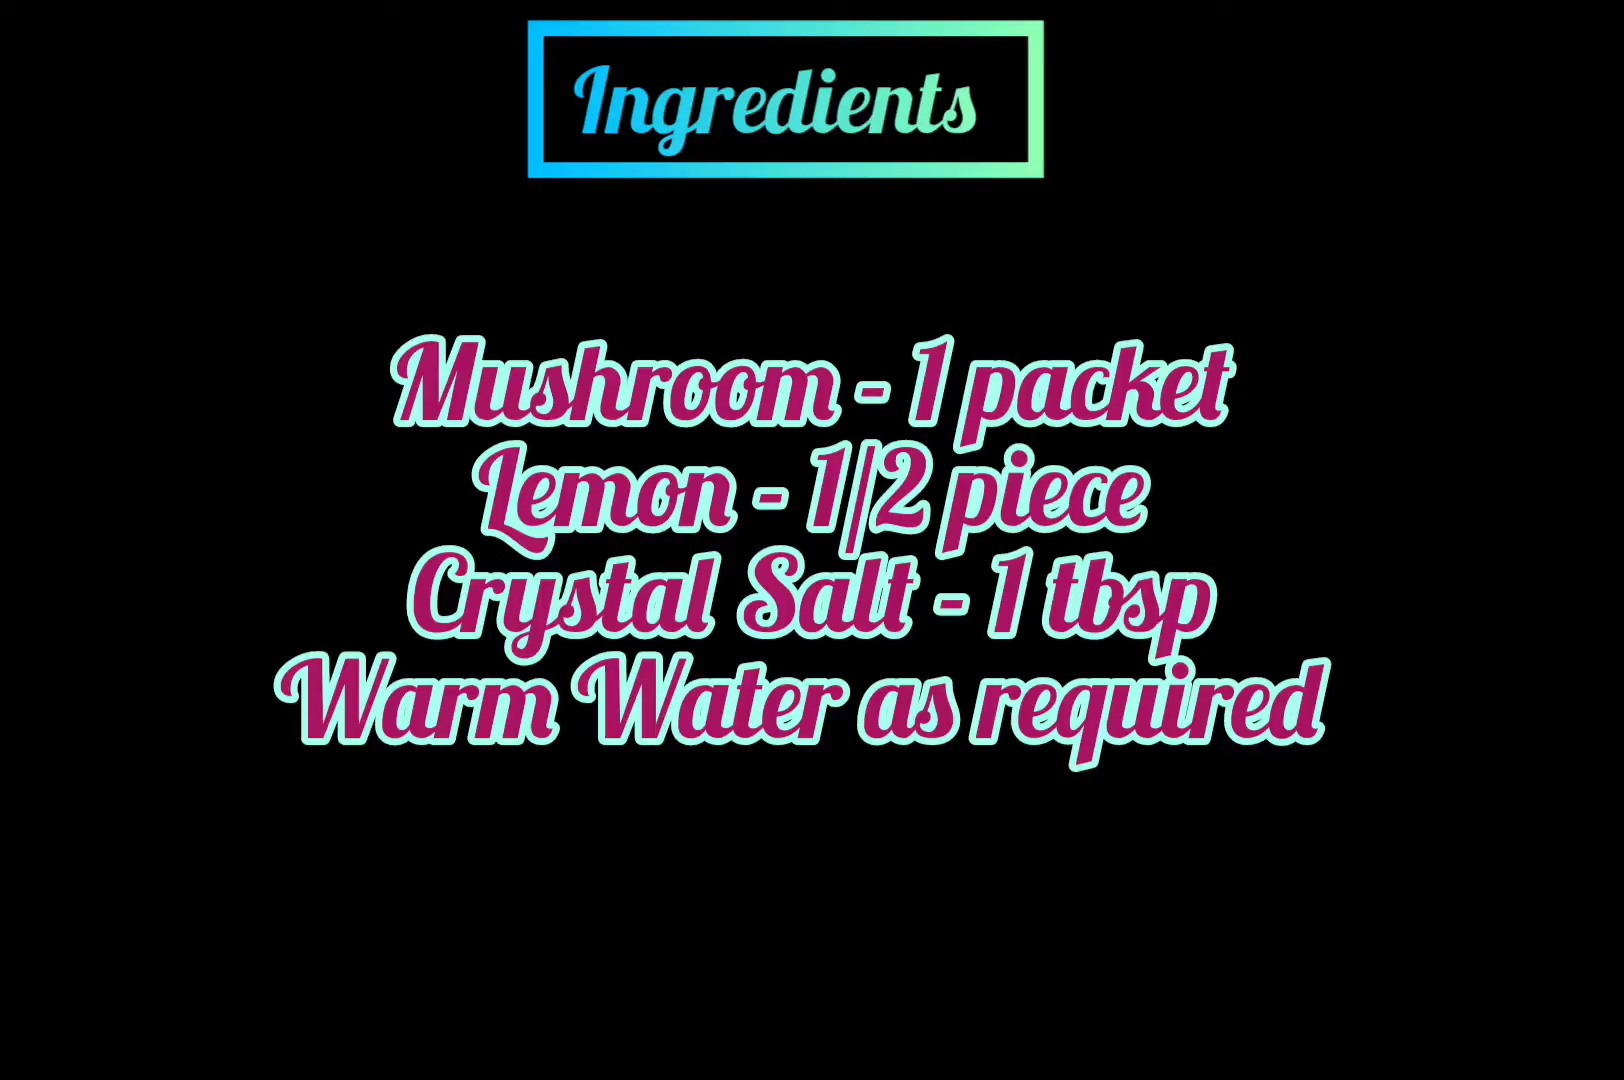 Ingredients
Mushroom - 1 packet
Lemon - 1/2 piece
Crystal Salt - 1 tbsp
Warm Water as required